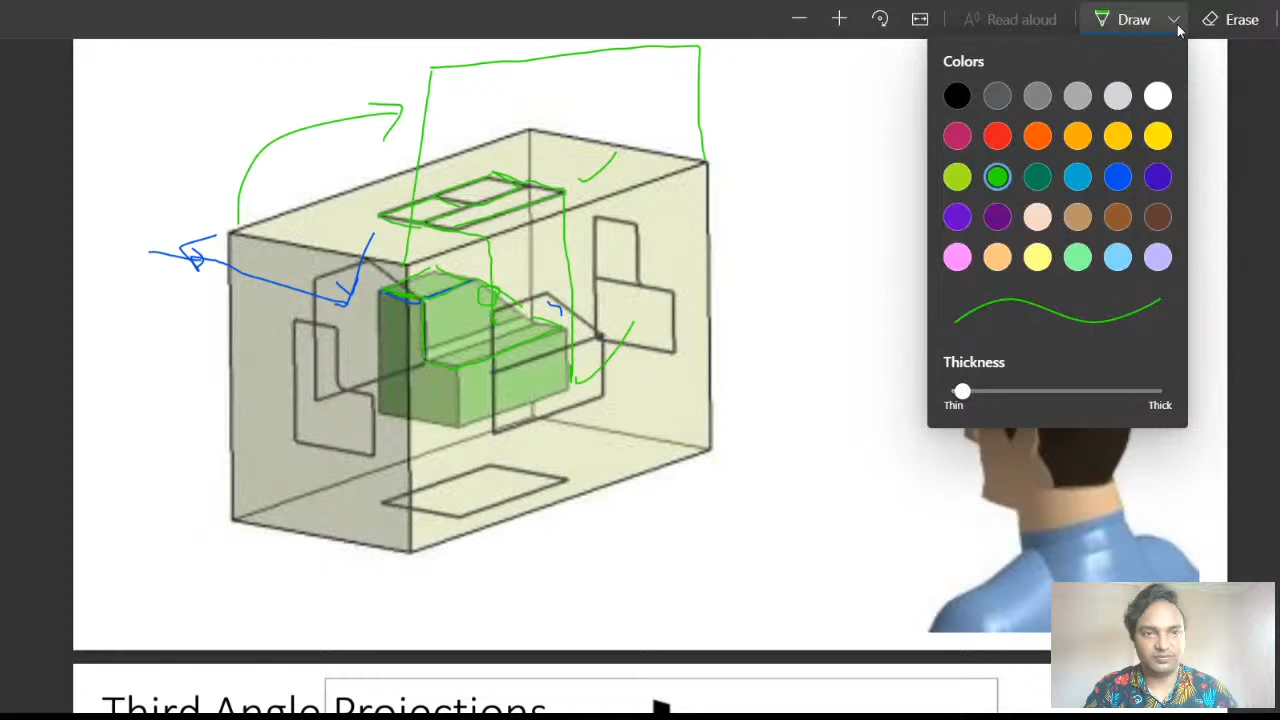 Read aloud
Draw
Erase
Colors
Thickness
Thin
Thick
Third Angle Projections